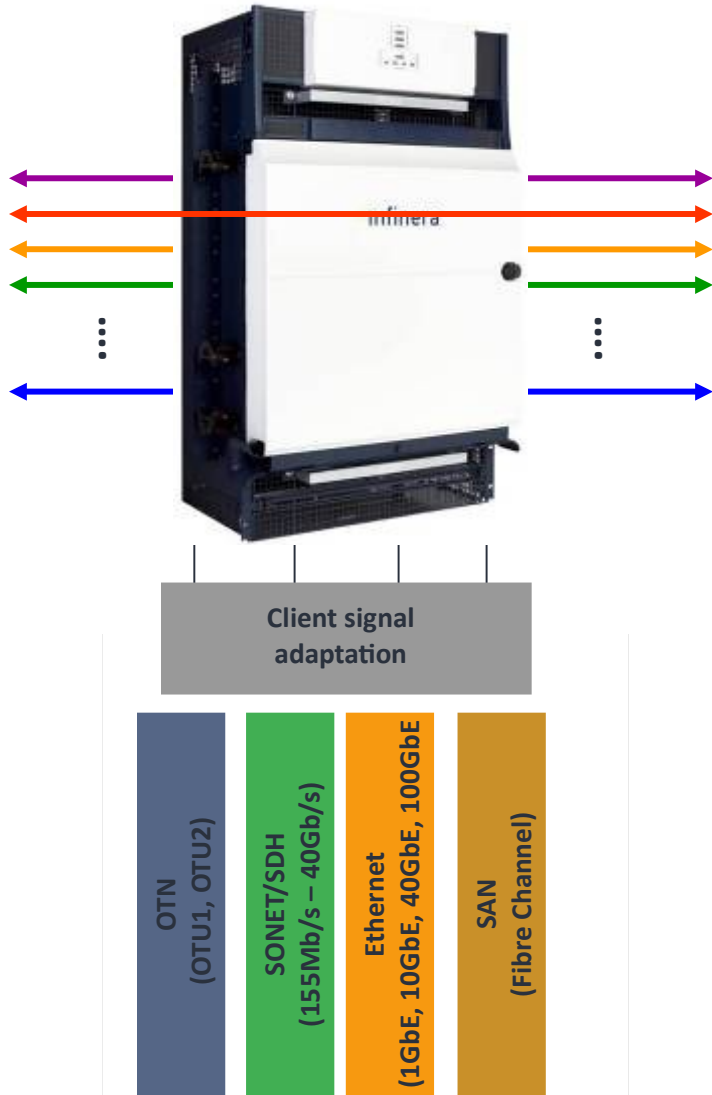 infinera
Client signal
adaptation
OTN
(OTU1, OTU2)
SONET/SDH
(155Mb/s – 40Gb/s)
Ethernet
(1GbE, 10GbE, 40GbE, 100GbE
SAN
(Fibre Channel)